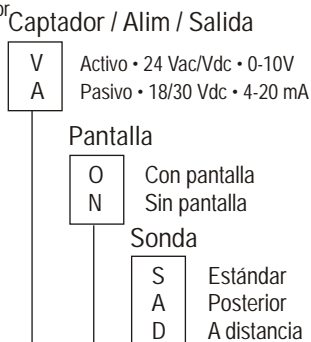 or
Captador / Alim / Salida
V Activo • 24 Vac/Vdc • 0-10V
A Pasivo • 18/30 Vdc • 4-20 mA
Pantalla
O Con pantalla
N Sin pantalla
Sonda
S Estándar
A Posterior
D A distancia